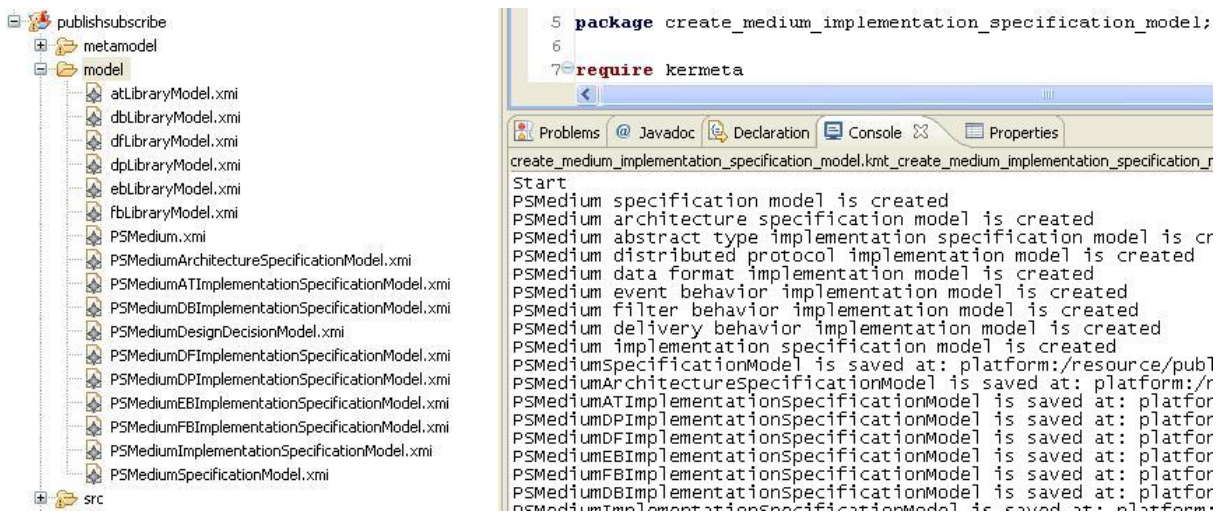 publishsubscribe
metamodel
model
atLibraryModel.xmi
dbLibraryModel.xmi
dfLibraryModel.xmi
dpLibraryModel.xmi
ebLibraryModel.xmi
fbLibraryModel.xmi
PSMedium.xmi
PSMediumArchitectureSpecificationModel.xmi
PSMediumATImplementationSpecificationModel.xmi
PSMediumDBImplementationSpecificationModel.xmi
PSMediumDesignDecisionModel.xmi
PSMediumDFImplementationSpecificationModel.xmi
PSMediumDPImplementationSpecificationModel.xmi
PSMediumEBImplementationSpecificationModel.xmi
PSMediumFBImplementationSpecificationModel.xmi
PSMediumImplementationSpecificationModel.xmi
PSMediumSpecificationModel.xmi
src
5 package create_medium_implementation_specification_model;
6
7 require kermeta
Problems @ Javadoc Declaration Console Properties
create_medium_implementation_specification_model.kmt_create_medium_implementation_specification_
Start
PSMedium specification model is created
PSMedium architecture specification model is created
PSMedium abstract type implementation specification model is cr
PSMedium distributed protocol implementation model is created
PSMedium data format implementation model is created
PSMedium event behavior implementation model is created
PSMedium filter behavior implementation model is created
PSMedium delivery behavior implementation model is created
PSMedium implementation specification model is created
PSMediumSpecificationModel is saved at: platform:/resource/publ
PSMediumArchitectureSpecificationModel is saved at: platform:/r
PSMediumATImplementationSpecificationModel is saved at: platfor
PSMediumDPImplementationSpecificationModel is saved at: platfor
PSMediumDFImplementationSpecificationModel is saved at: platfor
PSMediumEBImplementationSpecificationModel is saved at: platfor
PSMediumFBImplementationSpecificationModel is saved at: platfor
PSMediumDBImplementationSpecificationModel is saved at: platfor
PSMediumImplementationSpecificationModel is saved at: platform: